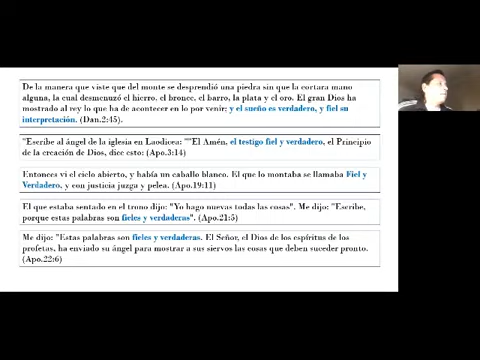 De la manera que viste que del monte se desprendió una piedra sin que la cortara mano
alguna, la cual desmenuzó el hierro, el bronce, el barro, la plata y el oro. El gran Dios ha
mostrado al rey lo que ha de acontecer en lo por venir; y el sueño es verdadero, y fiel su
interpretación. (Dan.2:45).
"Escribe al ángel de la iglesia en Laodicea: ""El Amén, el testigo fiel y verdadero, el Principio
de la creación de Dios, dice esto: (Apo.3:14)
Entonces vi el cielo abierto, y había un caballo blanco. El que lo montaba se llamaba Fiel y
Verdadero, y con justicia juzga y pelea. (Apo.19:11)
El que estaba sentado en el trono dijo: "Yo hago nuevas todas las cosas". Me dijo: "Escribe,
porque estas palabras son fieles y verdaderas". (Apo.21:5)
Me dijo: "Estas palabras son fieles y verdaderas. El Señor, el Dios de los espíritus de los
profetas, ha enviado su ángel para mostrar a sus siervos las cosas que deben suceder pronto.
(Apo.22:6)